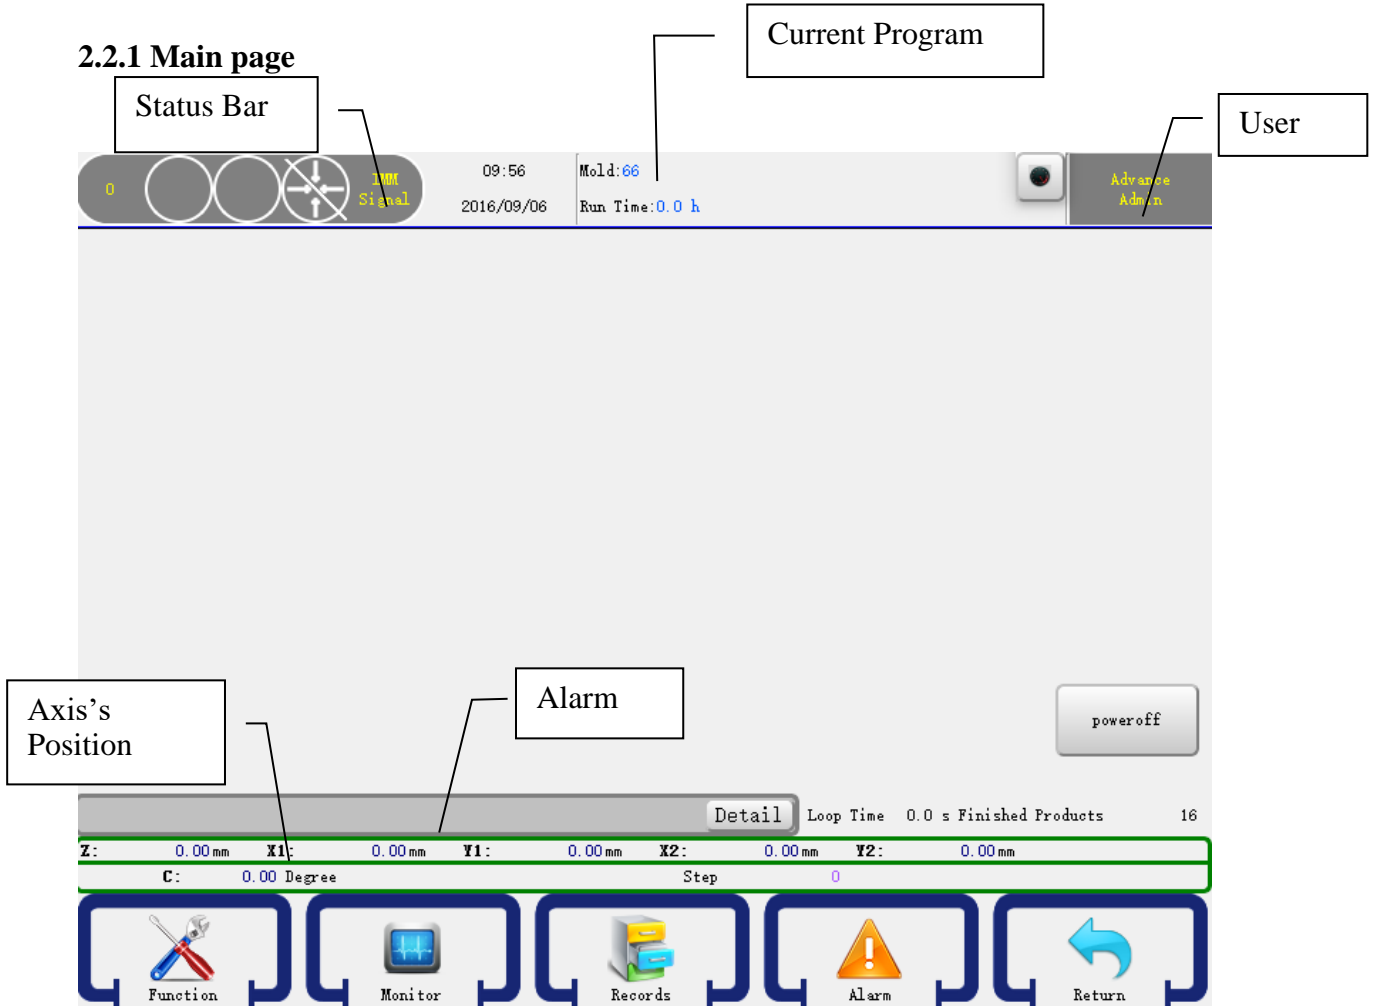 2.2.1 Main page
Current Program
Status Bar
User
0
IMM
Signal
09:56
2016/09/06
Mold:66
Run Time:0.0 h
Advance
Admin
Axis’s
Position
Alarm
poweroff
Detail
Loop Time 0.0 s Finished Products 16
Z: 0.00mm X1: 0.00mm Y1: 0.00mm X2: 0.00mm Y2: 0.00mm
C: 0.00 Degree Step 0
Function Monitor Records Alarm Return